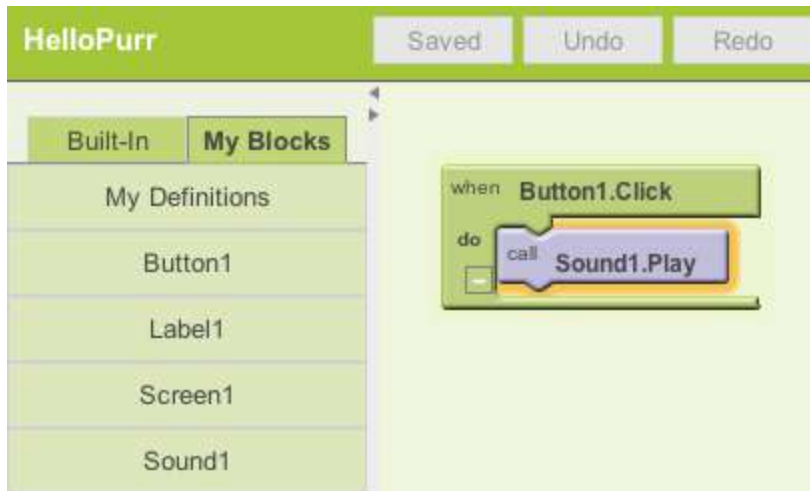 HelloPurr
Saved
Undo
Redo
Built-In
My Blocks
My Definitions
Button1
Label1
Screen1
Sound1
when Button1.Click
do
call Sound1.Play